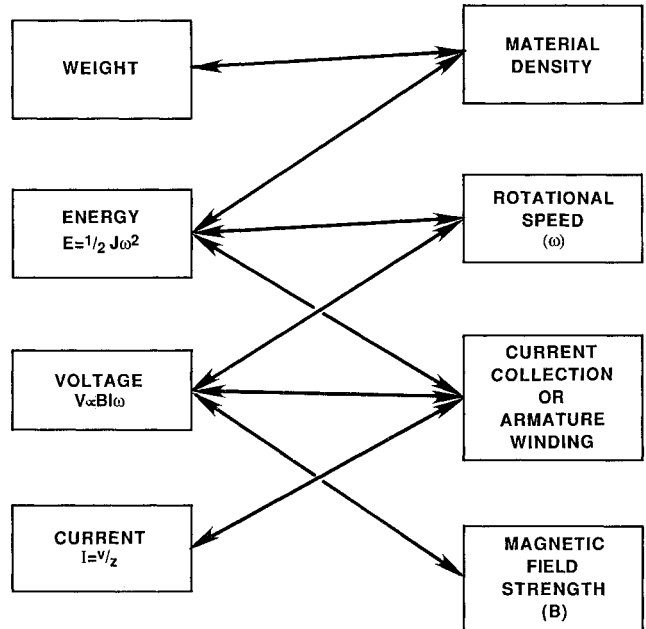 WEIGHT
MATERIAL
DENSITY
ENERGY
E=1/2 Jω2
ROTATIONAL
SPEED
(ω)
VOLTAGE
V∝Blω
CURRENT
COLLECTION
OR
ARMATURE
WINDING
CURRENT
I=v/z
MAGNETIC
FIELD
STRENGTH
(B)